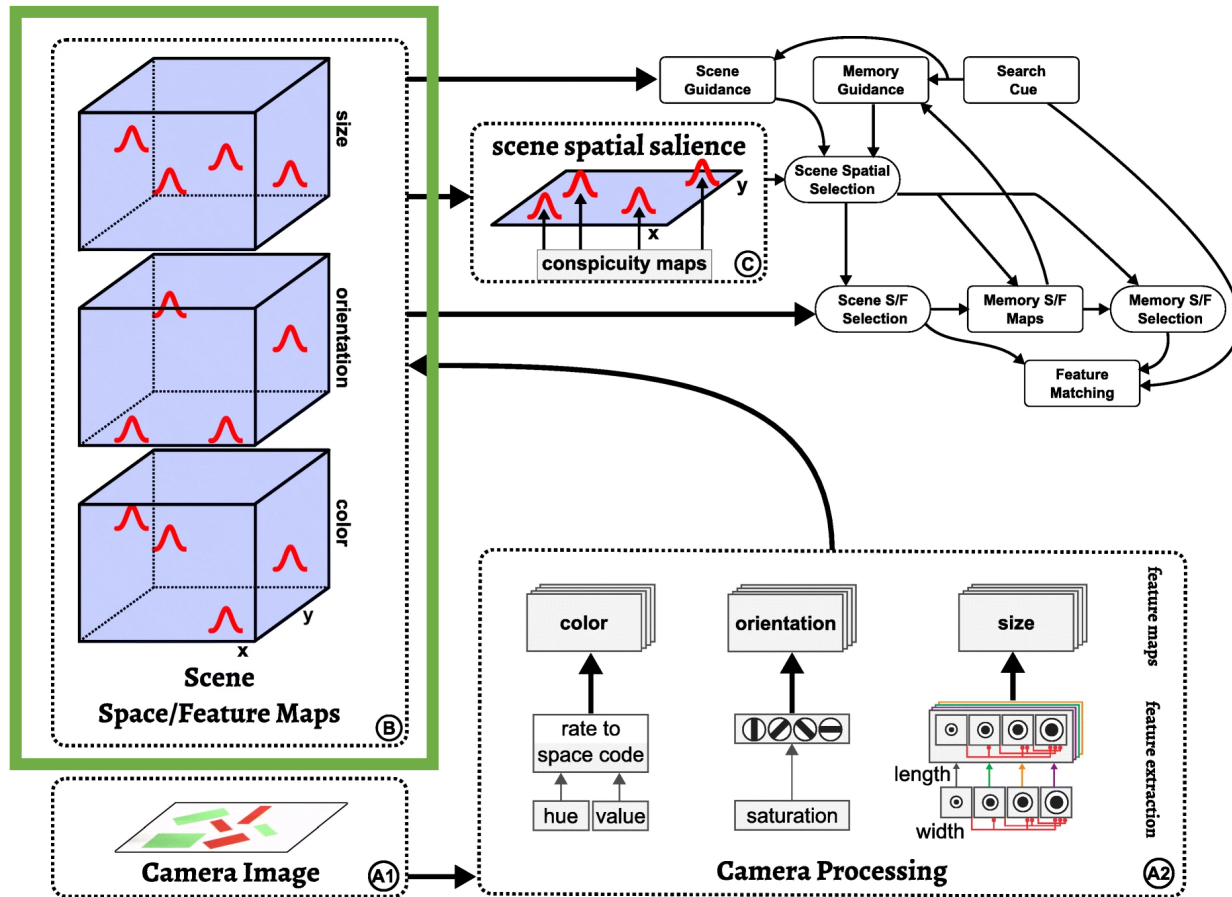 size
orientation
color
y
x
Scene
Space/Feature Maps
B
scene spatial salience
y
x
conspicuity maps
C
Scene
Guidance
Memory
Guidance
Search
Cue
Scene Spatial
Selection
Scene S/F
Selection
Memory S/F
Maps
Memory S/F
Selection
Feature
Matching
Camera Image
A1
color
orientation
size
feature maps
rate to
space code
hue
value
saturation
length
width
feature extraction
Camera Processing
A2